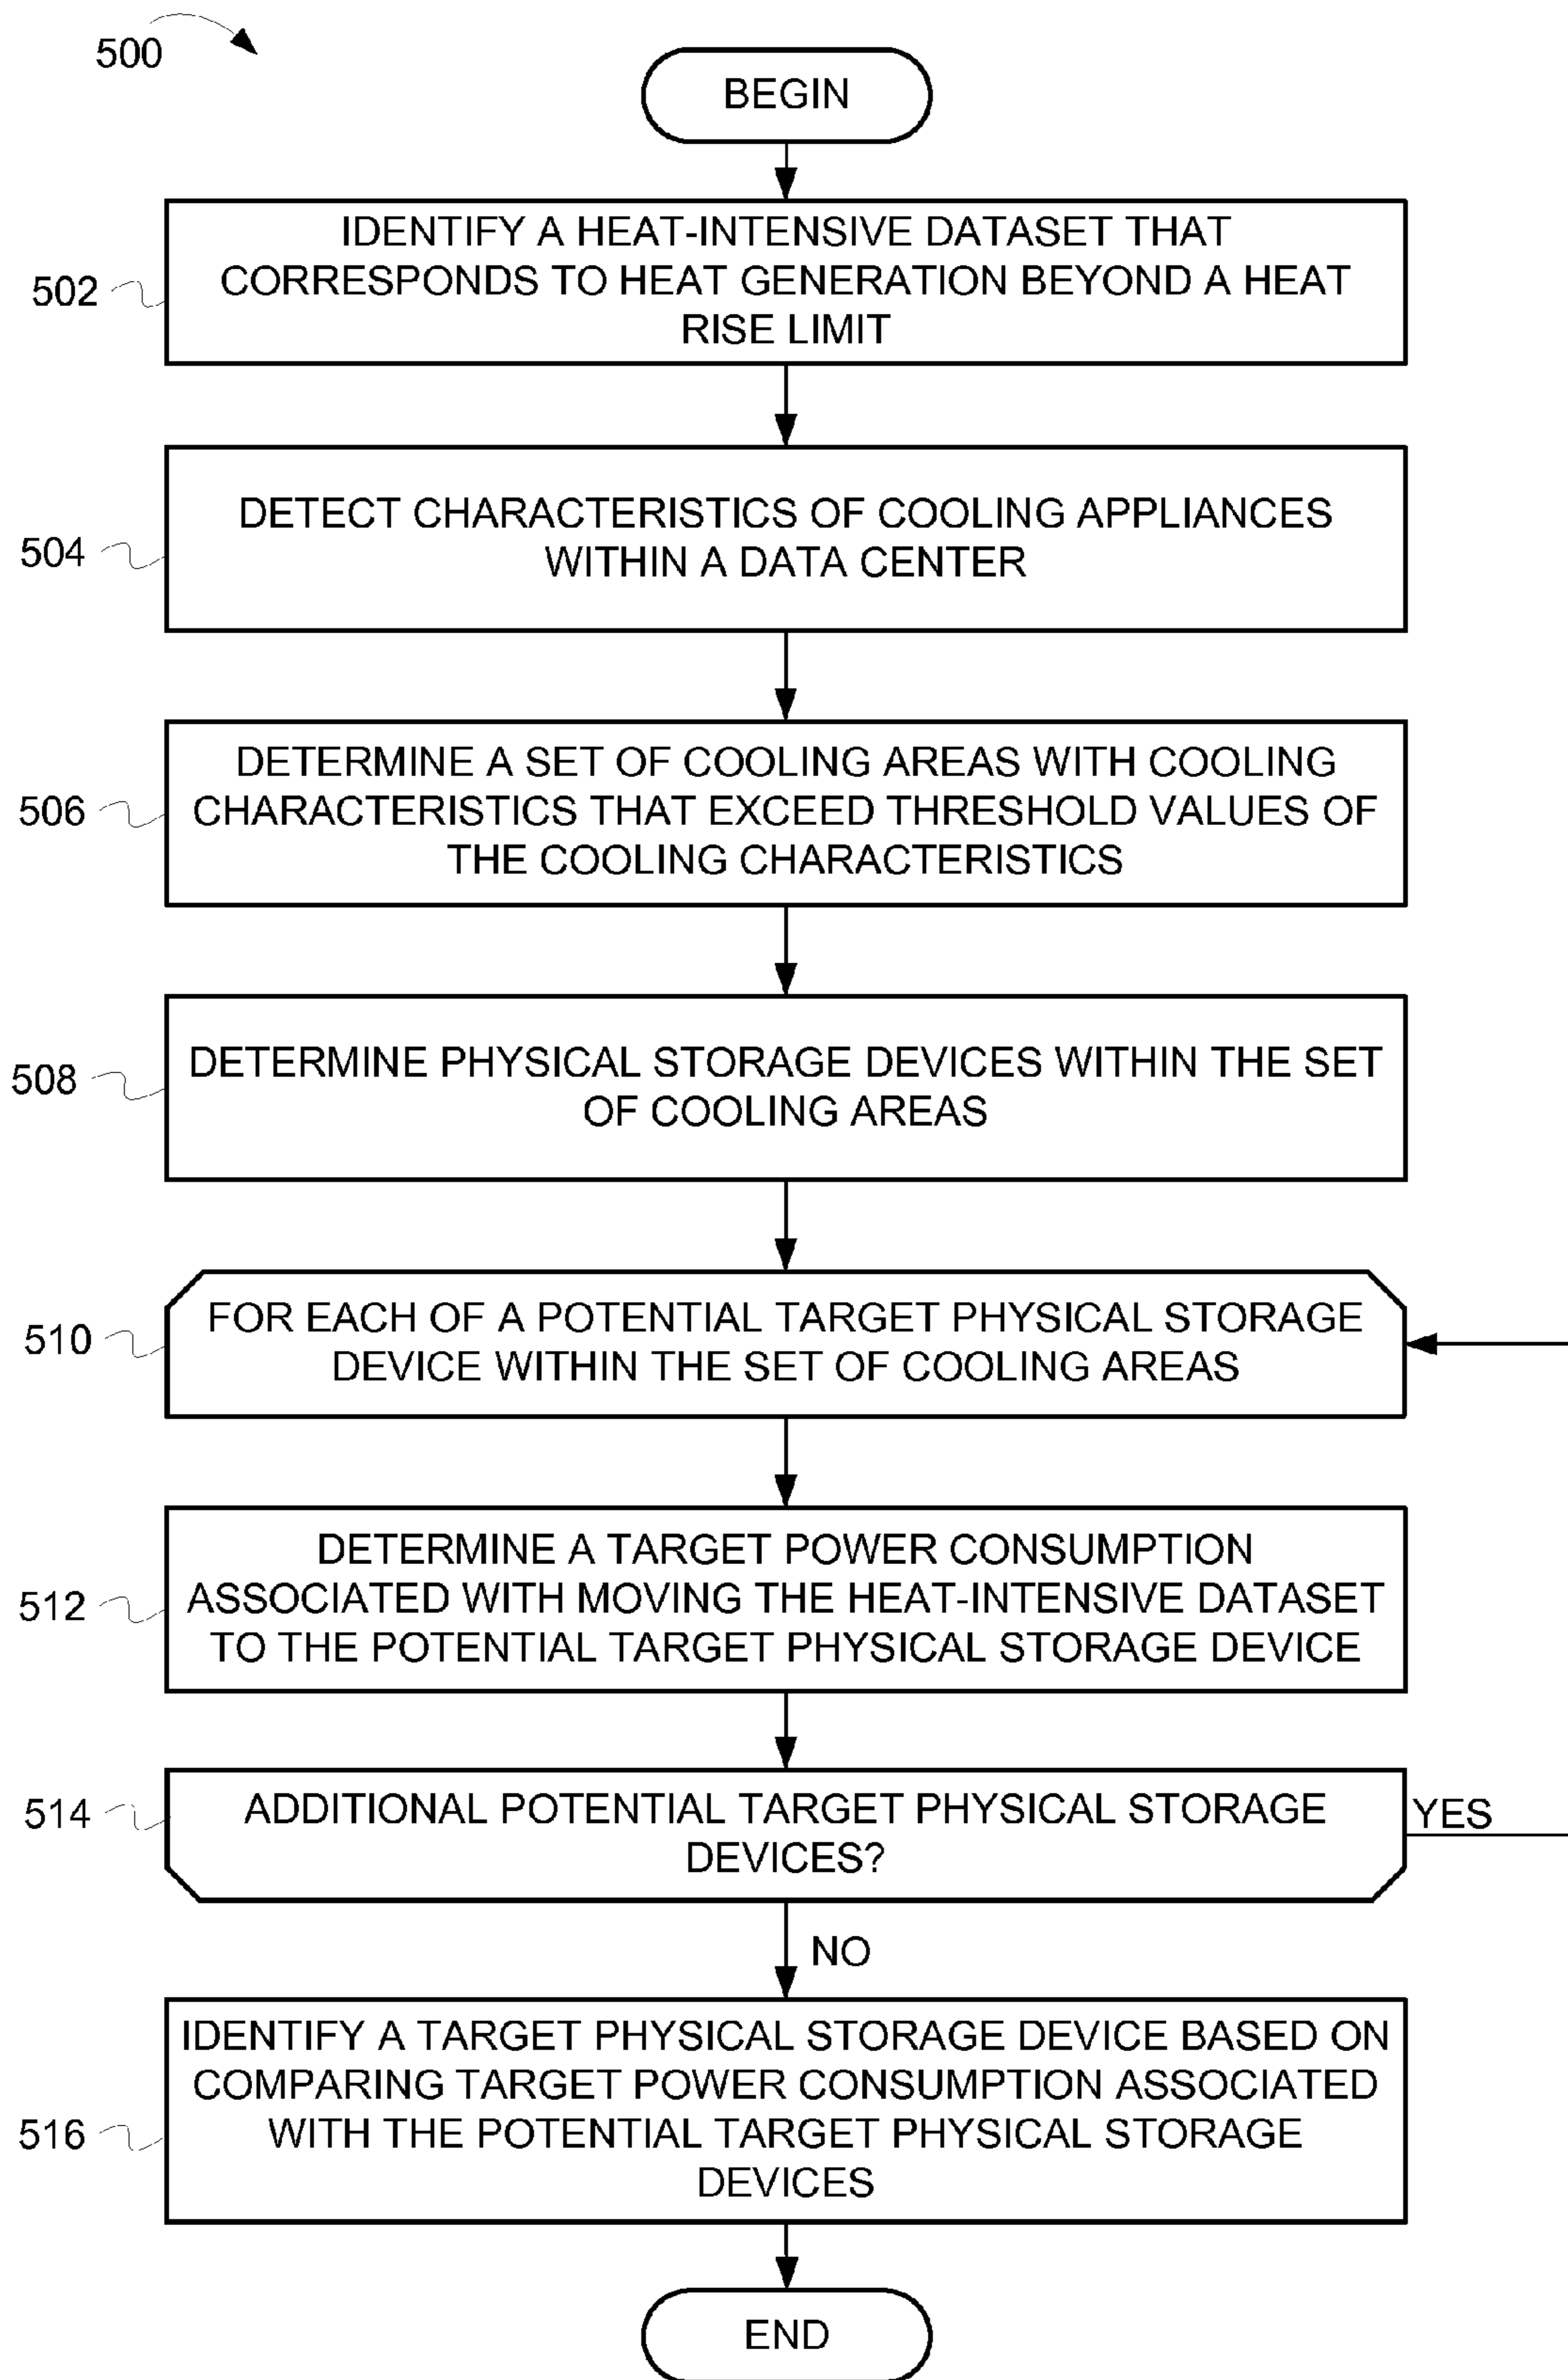 500
BEGIN
502
IDENTIFY A HEAT-INTENSIVE DATASET THAT
CORRESPONDS TO HEAT GENERATION BEYOND A HEAT
RISE LIMIT
504
DETECT CHARACTERISTICS OF COOLING APPLIANCES
WITHIN A DATA CENTER
506
DETERMINE A SET OF COOLING AREAS WITH COOLING
CHARACTERISTICS THAT EXCEED THRESHOLD VALUES OF
THE COOLING CHARACTERISTICS
508
DETERMINE PHYSICAL STORAGE DEVICES WITHIN THE SET
OF COOLING AREAS
510
FOR EACH OF A POTENTIAL TARGET PHYSICAL STORAGE
DEVICE WITHIN THE SET OF COOLING AREAS
512
DETERMINE A TARGET POWER CONSUMPTION
ASSOCIATED WITH MOVING THE HEAT-INTENSIVE DATASET
TO THE POTENTIAL TARGET PHYSICAL STORAGE DEVICE
514
ADDITIONAL POTENTIAL TARGET PHYSICAL STORAGE
DEVICES?
YES
NO
516
IDENTIFY A TARGET PHYSICAL STORAGE DEVICE BASED ON
COMPARING TARGET POWER CONSUMPTION ASSOCIATED
WITH THE POTENTIAL TARGET PHYSICAL STORAGE
DEVICES
END